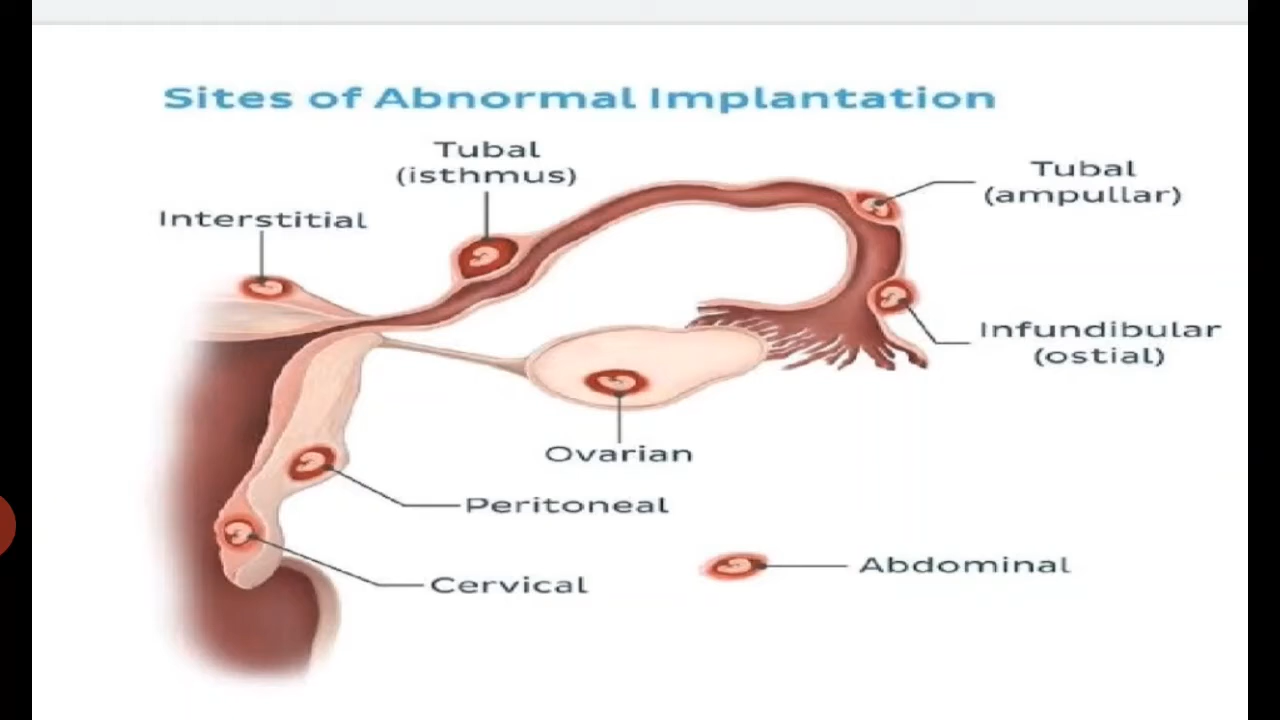 Sites of Abnormal Implantation
Tubal
(isthmus)
Tubal
(ampullar)
Interstitial
Infundibular
(ostial)
Ovarian
Peritoneal
Abdominal
Cervical